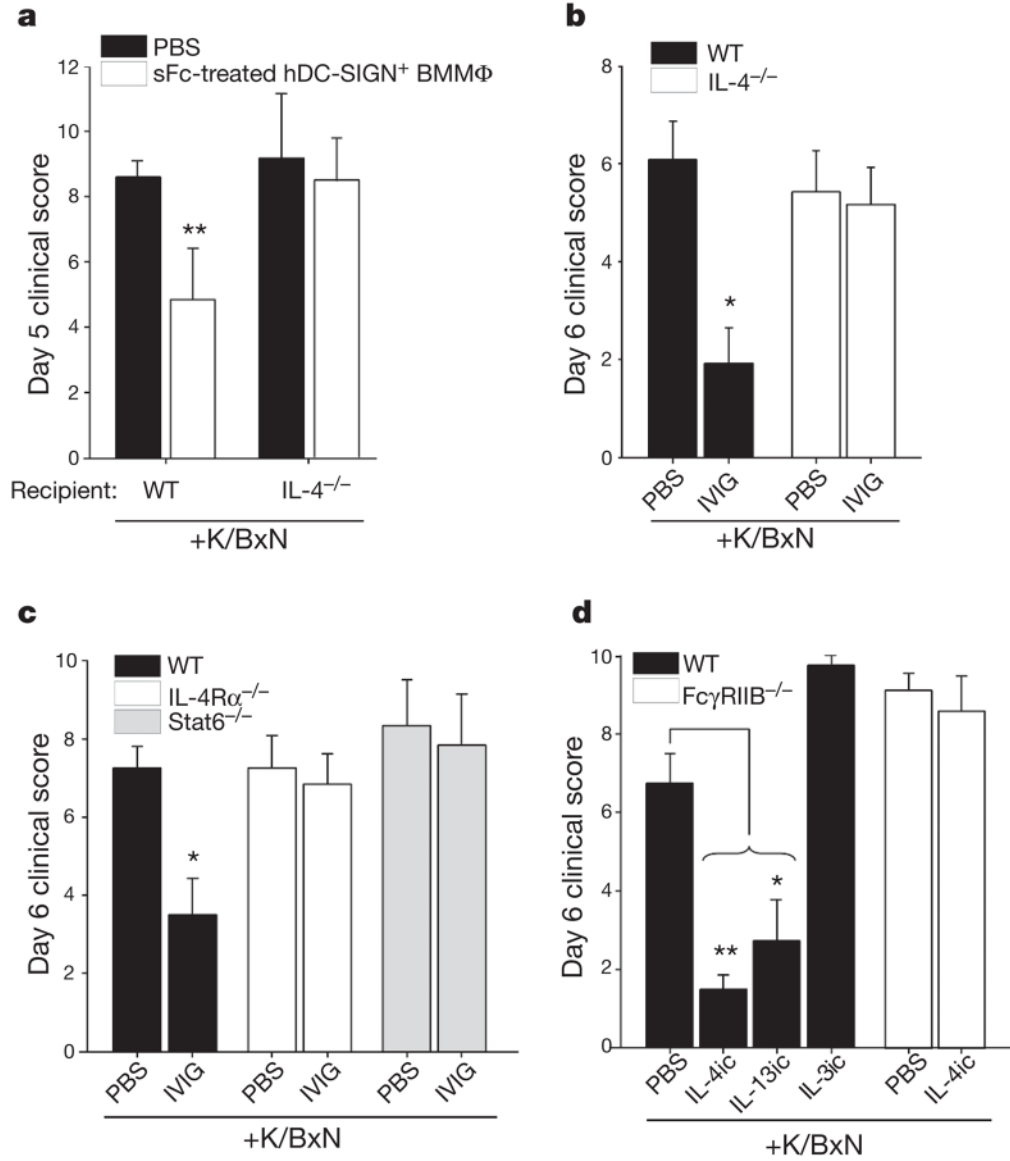 a
PBS
sFc-treated hDC-SIGN⁺ BMMΦ
12
10
8
6
4
2
0
Day 5 clinical score
**
Recipient: WT IL-4⁻/⁻
+K/BxN
b
WT
IL-4⁻/⁻
8
6
4
2
0
Day 6 clinical score
*
PBS IVIG PBS IVIG
+K/BxN
c
WT
IL-4Rα⁻/⁻
Stat6⁻/⁻
10
8
6
4
2
0
Day 6 clinical score
*
PBS IVIG PBS IVIG PBS IVIG
+K/BxN
d
WT
FcγRIIB⁻/⁻
10
8
6
4
2
0
Day 6 clinical score
*
**
PBS IL-4ic IL-13ic IL-3ic PBS IL-4ic
+K/BxN